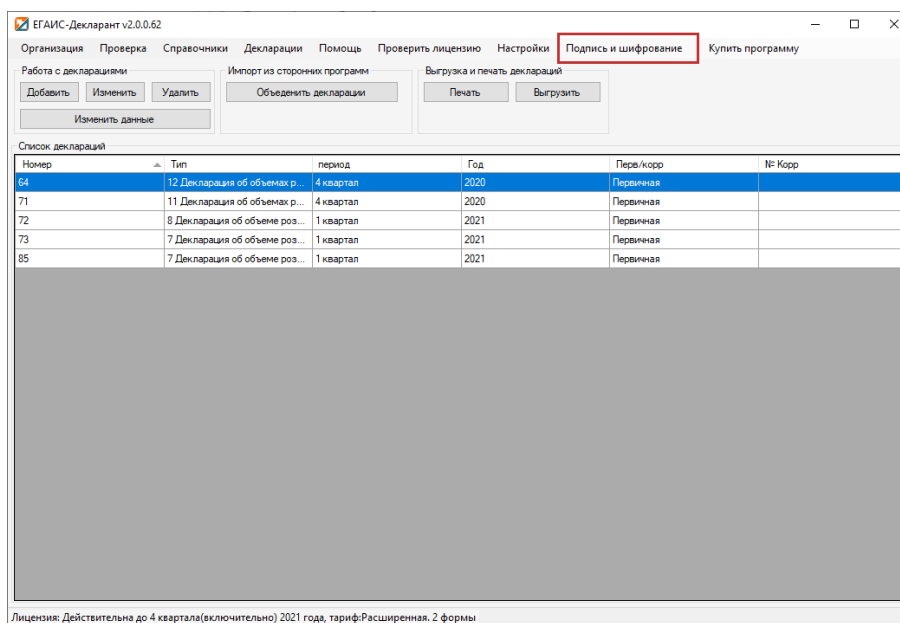 ЕГАИС-Декларант v2.0.0.62
Организация Проверка Справочники Декларации Помощь Проверить лицензию Настройки Подпись и шифрование Купить программу
Работа с декларациями Импорт из сторонних программ Выгрузка и печать деклараций
Добавить Изменить Удалить Объеденить декларации Печать Выгрузить
Изменить данные
Список деклараций
Номер Тип период Год Перв/корр № Корр
64 12 Декларация об объемах р... 4 квартал 2020 Первичная
71 11 Декларация об объемах р... 4 квартал 2020 Первичная
72 8 Декларация об объеме роз... 1 квартал 2021 Первичная
73 7 Декларация об объеме роз... 1 квартал 2021 Первичная
85 7 Декларация об объеме роз... 1 квартал 2021 Первичная
Лицензия: Действительна до 4 квартала(включительно) 2021 года, тариф:Расширенная. 2 формы